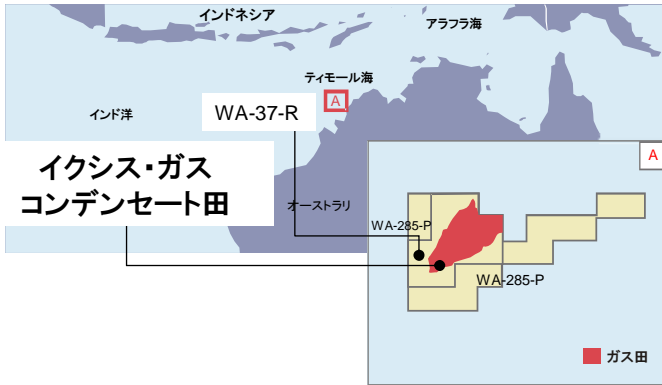 インドネシア
アラフラ海
ティモール海
A
インド洋
WA-37-R
A
イクシス・ガス
コンデンセート田
オーストラリ
WA-285-P
WA-285-P
ガス田